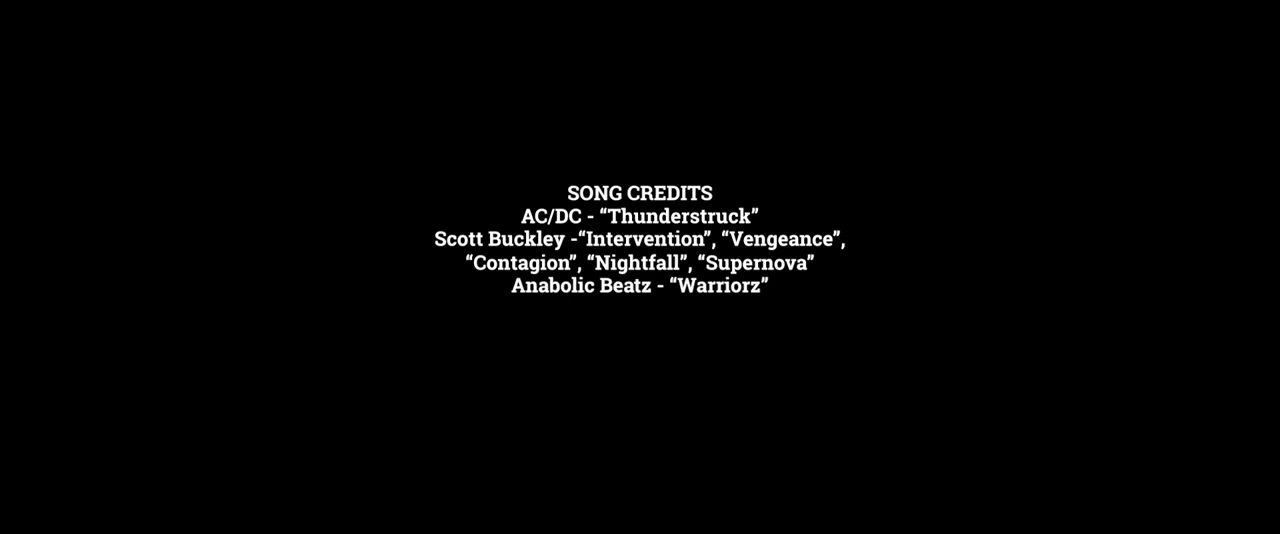 SONG CREDITS
AC/DC - “Thunderstruck”
Scott Buckley -“Intervention”, “Vengeance”,
“Contagion”, “Nightfall”, “Supernova”
Anabolic Beatz - “Warriorz”